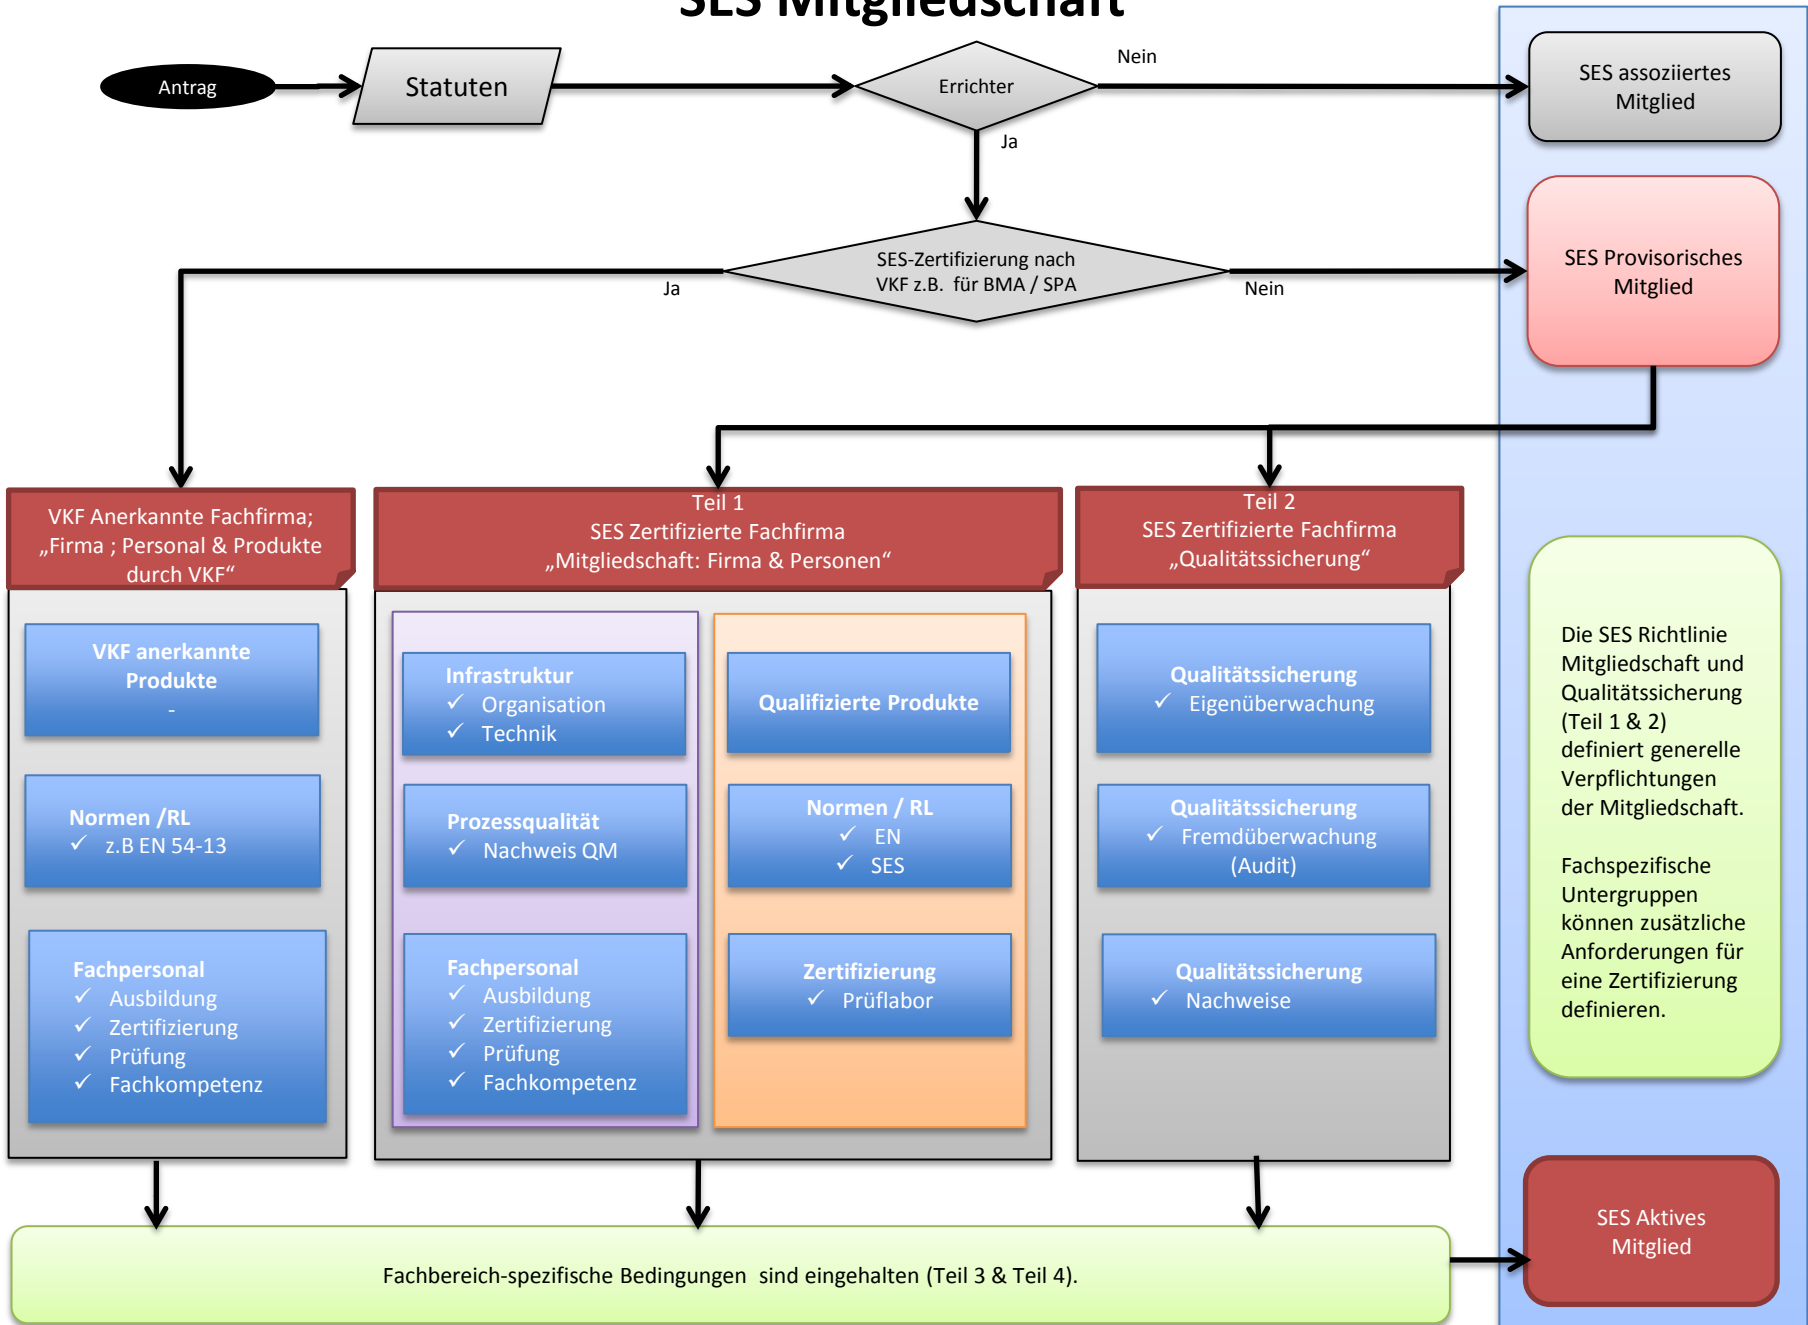 SES Mitgliedschaft
Antrag
Statuten
Errichter
Nein
Ja
SES assoziiertes
Mitglied
SES-Zertifizierung nach
VKF z.B. für BMA / SPA
Ja
Nein
SES Provisorisches
Mitglied
VKF Anerkannte Fachfirma;
„Firma ; Personal & Produkte
durch VKF“
VKF anerkannte
Produkte
-
Normen /RL
✓ z.B EN 54-13
Fachpersonal
✓ Ausbildung
✓ Zertifizierung
✓ Prüfung
✓ Fachkompetenz
Teil 1
SES Zertifizierte Fachfirma
„Mitgliedschaft: Firma & Personen“
Infrastruktur
✓ Organisation
✓ Technik
Prozessqualität
✓ Nachweis QM
Fachpersonal
✓ Ausbildung
✓ Zertifizierung
✓ Prüfung
✓ Fachkompetenz
Qualifizierte Produkte
Normen / RL
✓ EN
✓ SES
Zertifizierung
✓ Prüflabor
Teil 2
SES Zertifizierte Fachfirma
„Qualitätssicherung“
Qualitätssicherung
✓ Eigenüberwachung
Qualitätssicherung
✓ Fremdüberwachung
(Audit)
Qualitätssicherung
✓ Nachweise
Die SES Richtlinie
Mitgliedschaft und
Qualitätssicherung
(Teil 1 & 2)
definiert generelle
Verpflichtungen
der Mitgliedschaft.
Fachspezifische
Untergruppen
können zusätzliche
Anforderungen für
eine Zertifizierung
definieren.
Fachbereich-spezifische Bedingungen sind eingehalten (Teil 3 & Teil 4).
SES Aktives
Mitglied